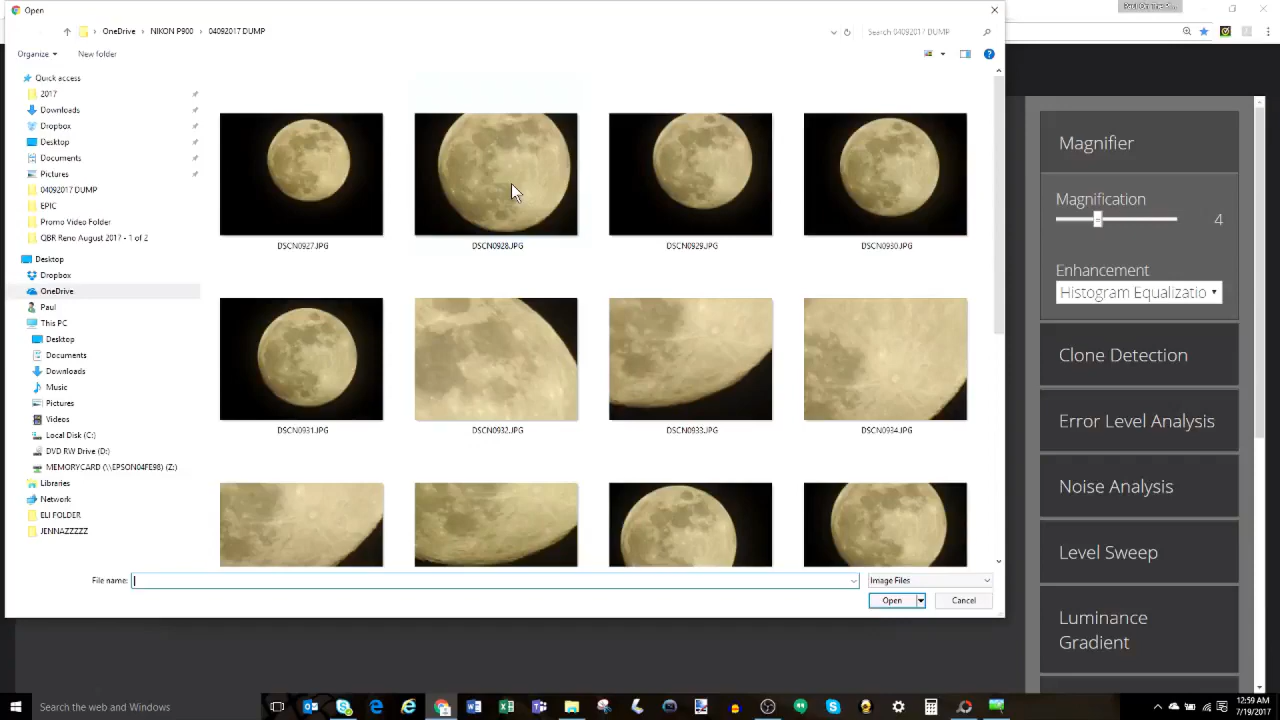 Open
OneDrive > NIKON P900 > 04092017 DUMP
Search 04092017 DUMP
Organize
New folder
Quick access
2017
Downloads
Dropbox
Desktop
Documents
Pictures
04092017 DUMP
EPIC
Promo Video Folder
QBR Reno August 2017 - 1 of 2
Desktop
Dropbox
OneDrive
Paul
This PC
Desktop
Documents
Downloads
Music
Pictures
Videos
Local Disk (C:)
DVD RW Drive (D:)
MEMORYCARD (\\EPSON04FE98) (Z:)
Libraries
Network
ELI FOLDER
JENNAZZZZZ
DSCN0927.JPG
DSCN0928.JPG
DSCN0929.JPG
DSCN0930.JPG
DSCN0931.JPG
DSCN0932.JPG
DSCN0933.JPG
DSCN0934.JPG
File name:
Image Files
Open
Cancel
Magnifier
Magnification
4
Enhancement
Histogram Equalizatio
Clone Detection
Error Level Analysis
Noise Analysis
Level Sweep
Luminance
Gradient
Search the web and Windows
12:59 AM
7/19/2017